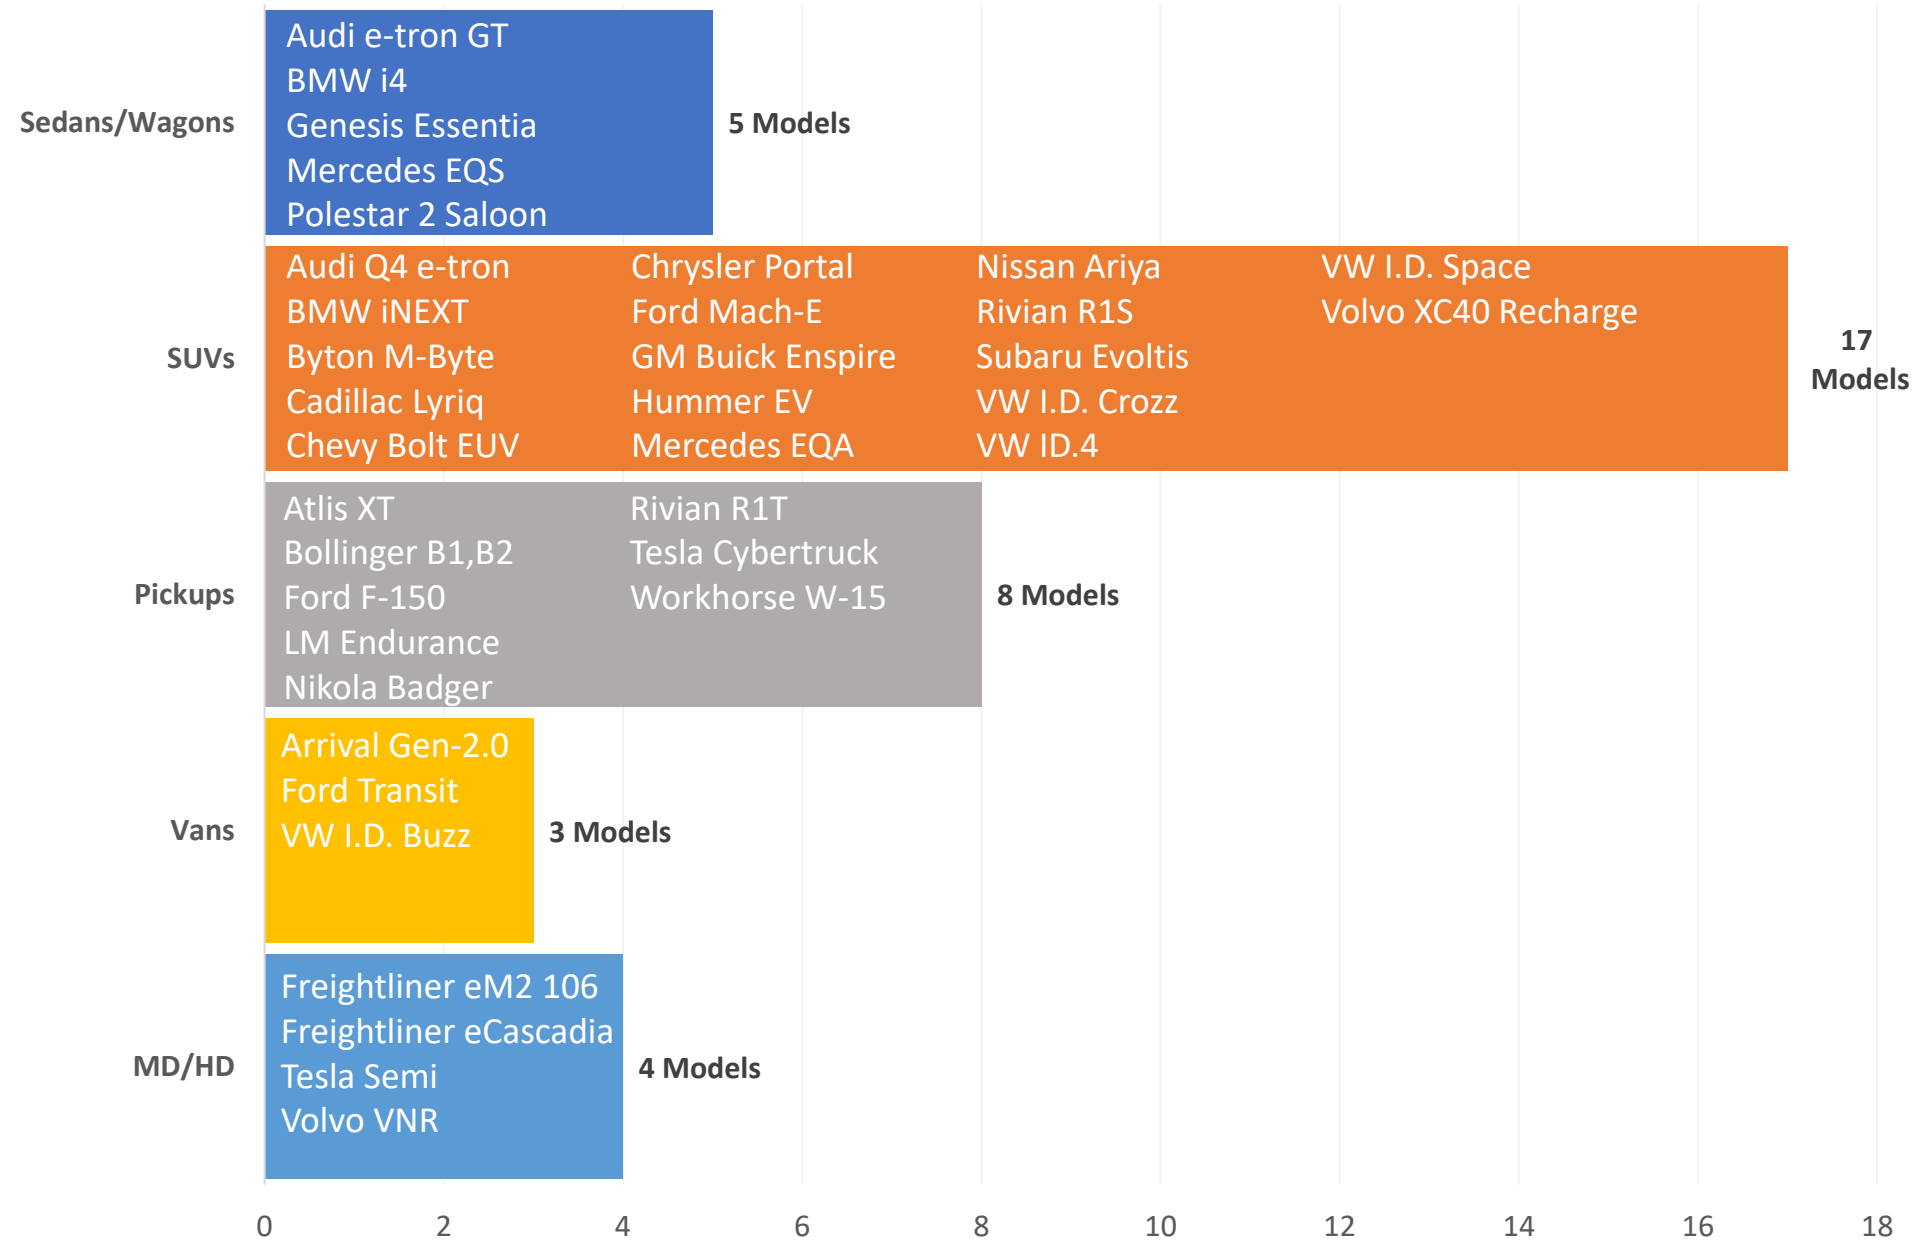 Sedans/Wagons
Audi e-tron GT
BMW i4
Genesis Essentia
Mercedes EQS
Polestar 2 Saloon
5 Models
SUVs
Audi Q4 e-tron
BMW iNEXT
Byton M-Byte
Cadillac Lyriq
Chevy Bolt EUV
Chrysler Portal
Ford Mach-E
GM Buick Enspire
Hummer EV
Mercedes EQA
Nissan Ariya
Rivian R1S
Subaru Evoltis
VW I.D. Crozz
VW ID.4
VW I.D. Space
Volvo XC40 Recharge
17
Models
Pickups
Atlis XT
Bollinger B1,B2
Ford F-150
LM Endurance
Nikola Badger
Rivian R1T
Tesla Cybertruck
Workhorse W-15
8 Models
Vans
Arrival Gen-2.0
Ford Transit
VW I.D. Buzz
3 Models
MD/HD
Freightliner eM2 106
Freightliner eCascadia
Tesla Semi
Volvo VNR
4 Models
0 2 4 6 8 10 12 14 16 18